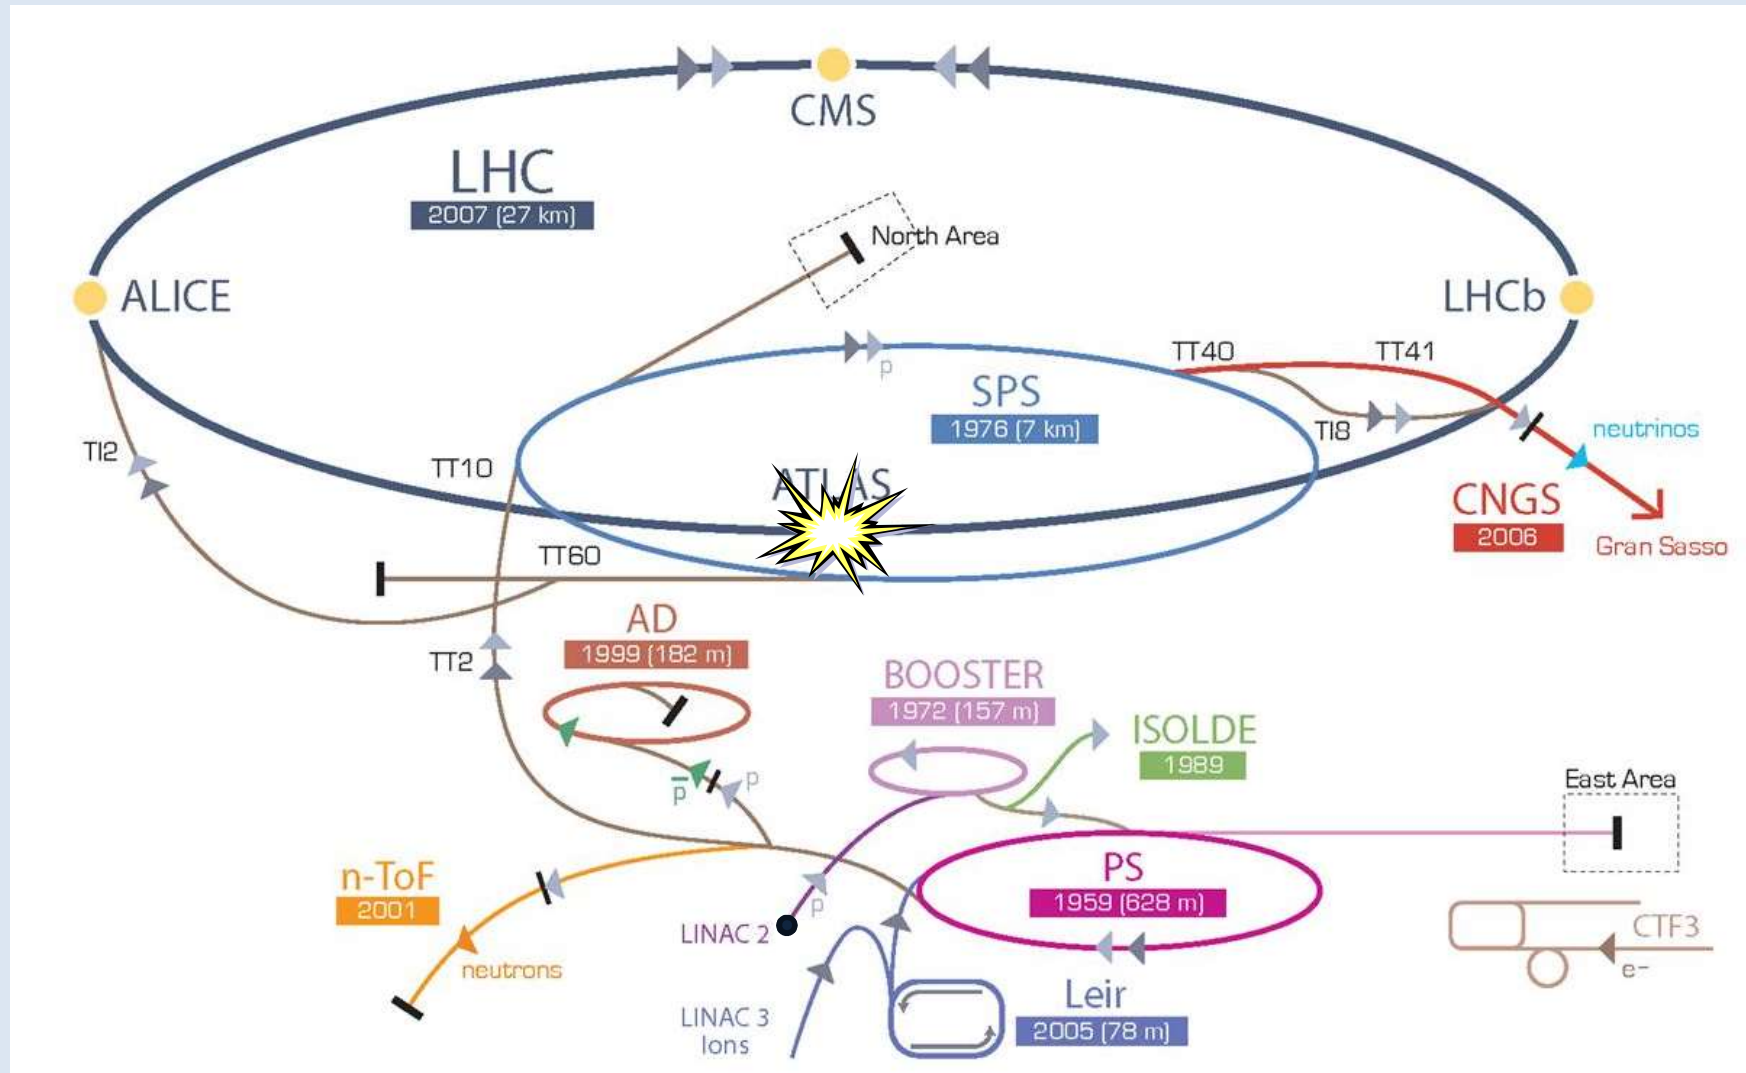 CMS
LHC
2007 (27 km)
North Area
ALICE
LHCb
TT40
TT41
p
SPS
1976 (7 km)
TI8
neutrinos
TI2
TT10
ATLAS
CNGS
2006
Gran Sasso
TT60
AD
1999 (182 m)
TT2
BOOSTER
1972 (157 m)
ISOLDE
1989
East Area
p̅
p
PS
1959 (628 m)
n-ToF
2001
p
LINAC 2
CTF3
e-
neutrons
Leir
2005 (78 m)
LINAC 3
Ions